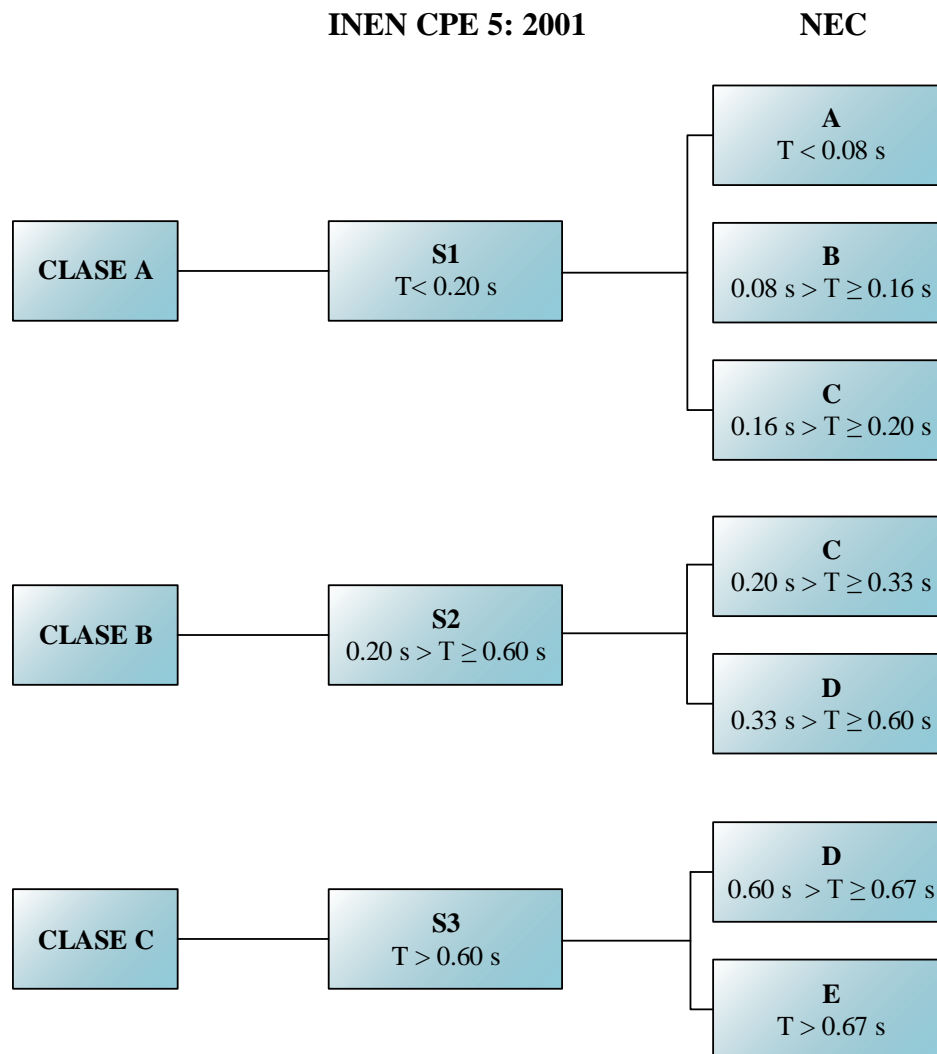 INEN CPE 5: 2001
NEC
CLASE A
S1
T< 0.20 s
A
T < 0.08 s
B
0.08 s > T ≥ 0.16 s
C
0.16 s > T ≥ 0.20 s
CLASE B
S2
0.20 s > T ≥ 0.60 s
C
0.20 s > T ≥ 0.33 s
D
0.33 s > T ≥ 0.60 s
CLASE C
S3
T > 0.60 s
D
0.60 s > T ≥ 0.67 s
E
T > 0.67 s